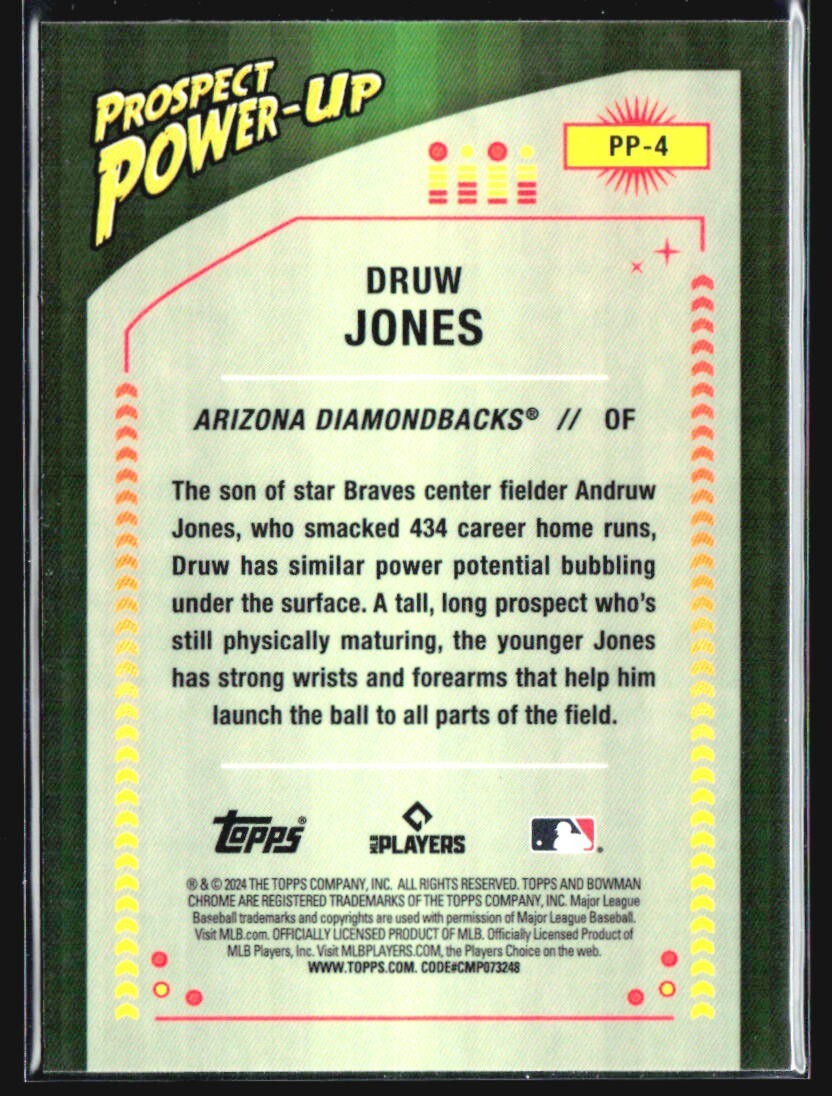 PROSPECT
POWER-UP
PP-4
DRUW
JONES
ARIZONA DIAMONDBACKS® // OF
The son of star Braves center fielder Andruw
Jones, who smacked 434 career home runs,
Druw has similar power potential bubbling
under the surface. A tall, long prospect who's
still physically maturing, the younger Jones
has strong wrists and forearms that help him
launch the ball to all parts of the field.
Topps® MLB PLAYERS
® & © 2024 THE TOPPS COMPANY, INC. ALL RIGHTS RESERVED. TOPPS AND BOWMAN
CHROME ARE REGISTERED TRADEMARKS OF THE TOPPS COMPANY, INC. Major League
Baseball trademarks and copyrights are used with permission of Major League Baseball.
Visit MLB.com. OFFICIALLY LICENSED PRODUCT OF MLB. Officially Licensed Product of
MLB Players, Inc. Visit MLBPLAYERS.COM, the Players Choice on the web.
WWW.TOPPS.COM. CODE#CMP073248